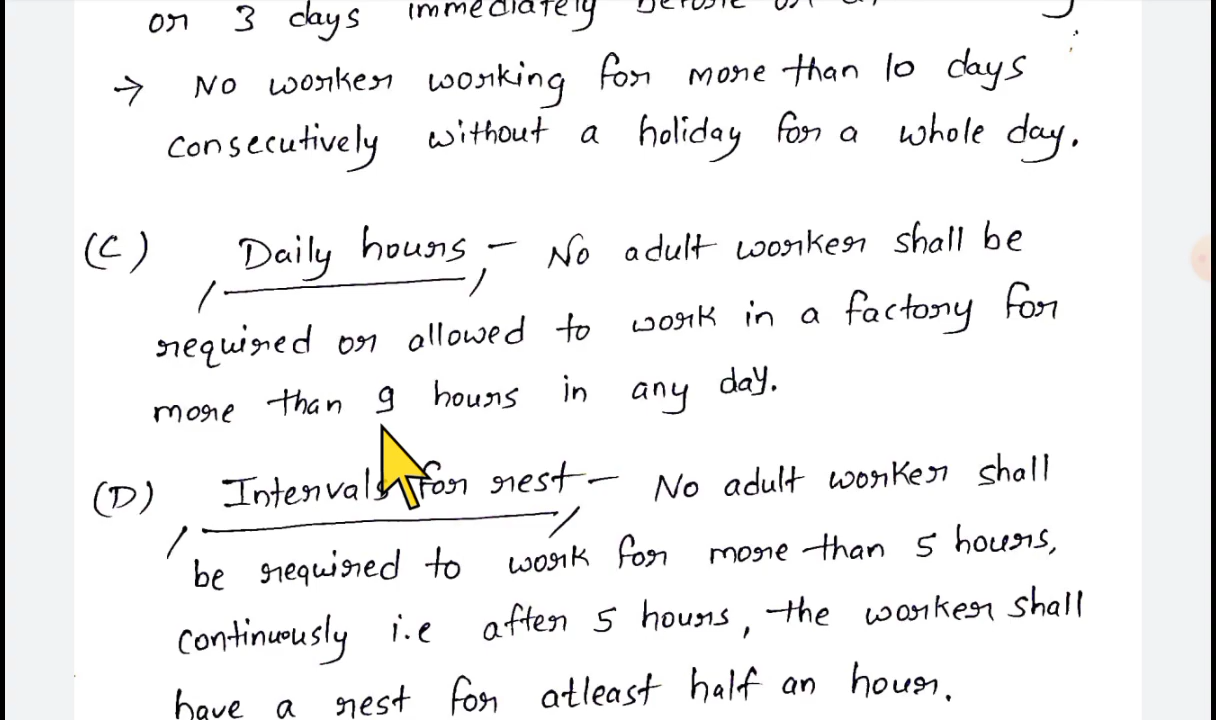 or 3 days immediately before or
→ No worker working for more than 10 days
consecutively without a holiday for a whole day.
(C) Daily hours - No adult worker shall be
required or allowed to work in a factory for
more than 9 hours in any day.
(D) Intervals for rest - No adult worker shall
be required to work for more than 5 hours,
continuously i.e after 5 hours, the worker shall
have a rest for atleast half an hour.